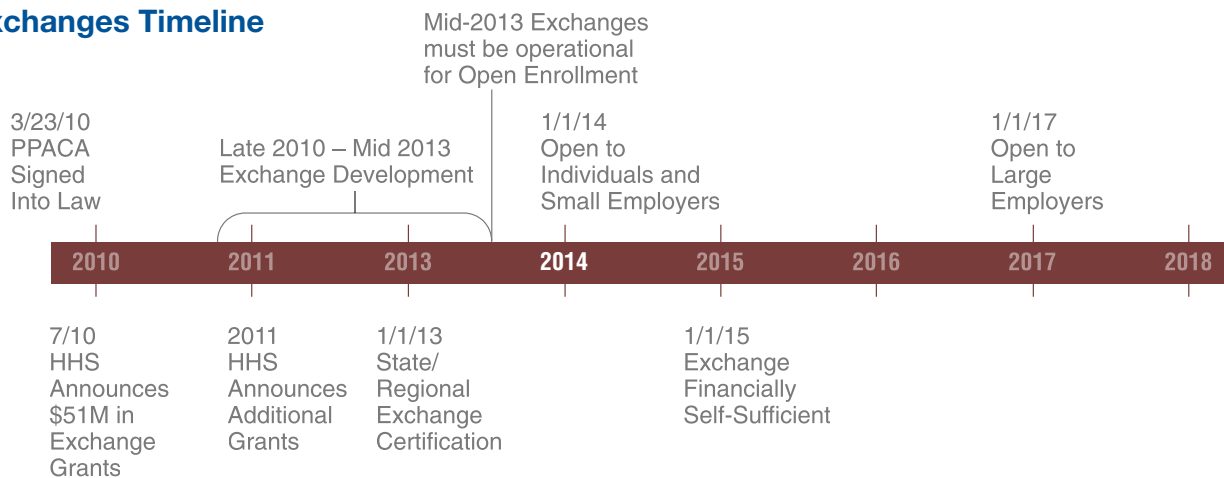 xchanges Timeline
Mid-2013 Exchanges
must be operational
for Open Enrollment
3/23/10
PPACA
Signed
Into Law
Late 2010 – Mid 2013
Exchange Development
1/1/14
Open to
Individuals and
Small Employers
1/1/17
Open to
Large
Employers
2010 2011 2013 2014 2015 2016 2017 2018
7/10
HHS
Announces
$51M in
Exchange
Grants
2011
HHS
Announces
Additional
Grants
1/1/13
State/
Regional
Exchange
Certification
1/1/15
Exchange
Financially
Self-Sufficient